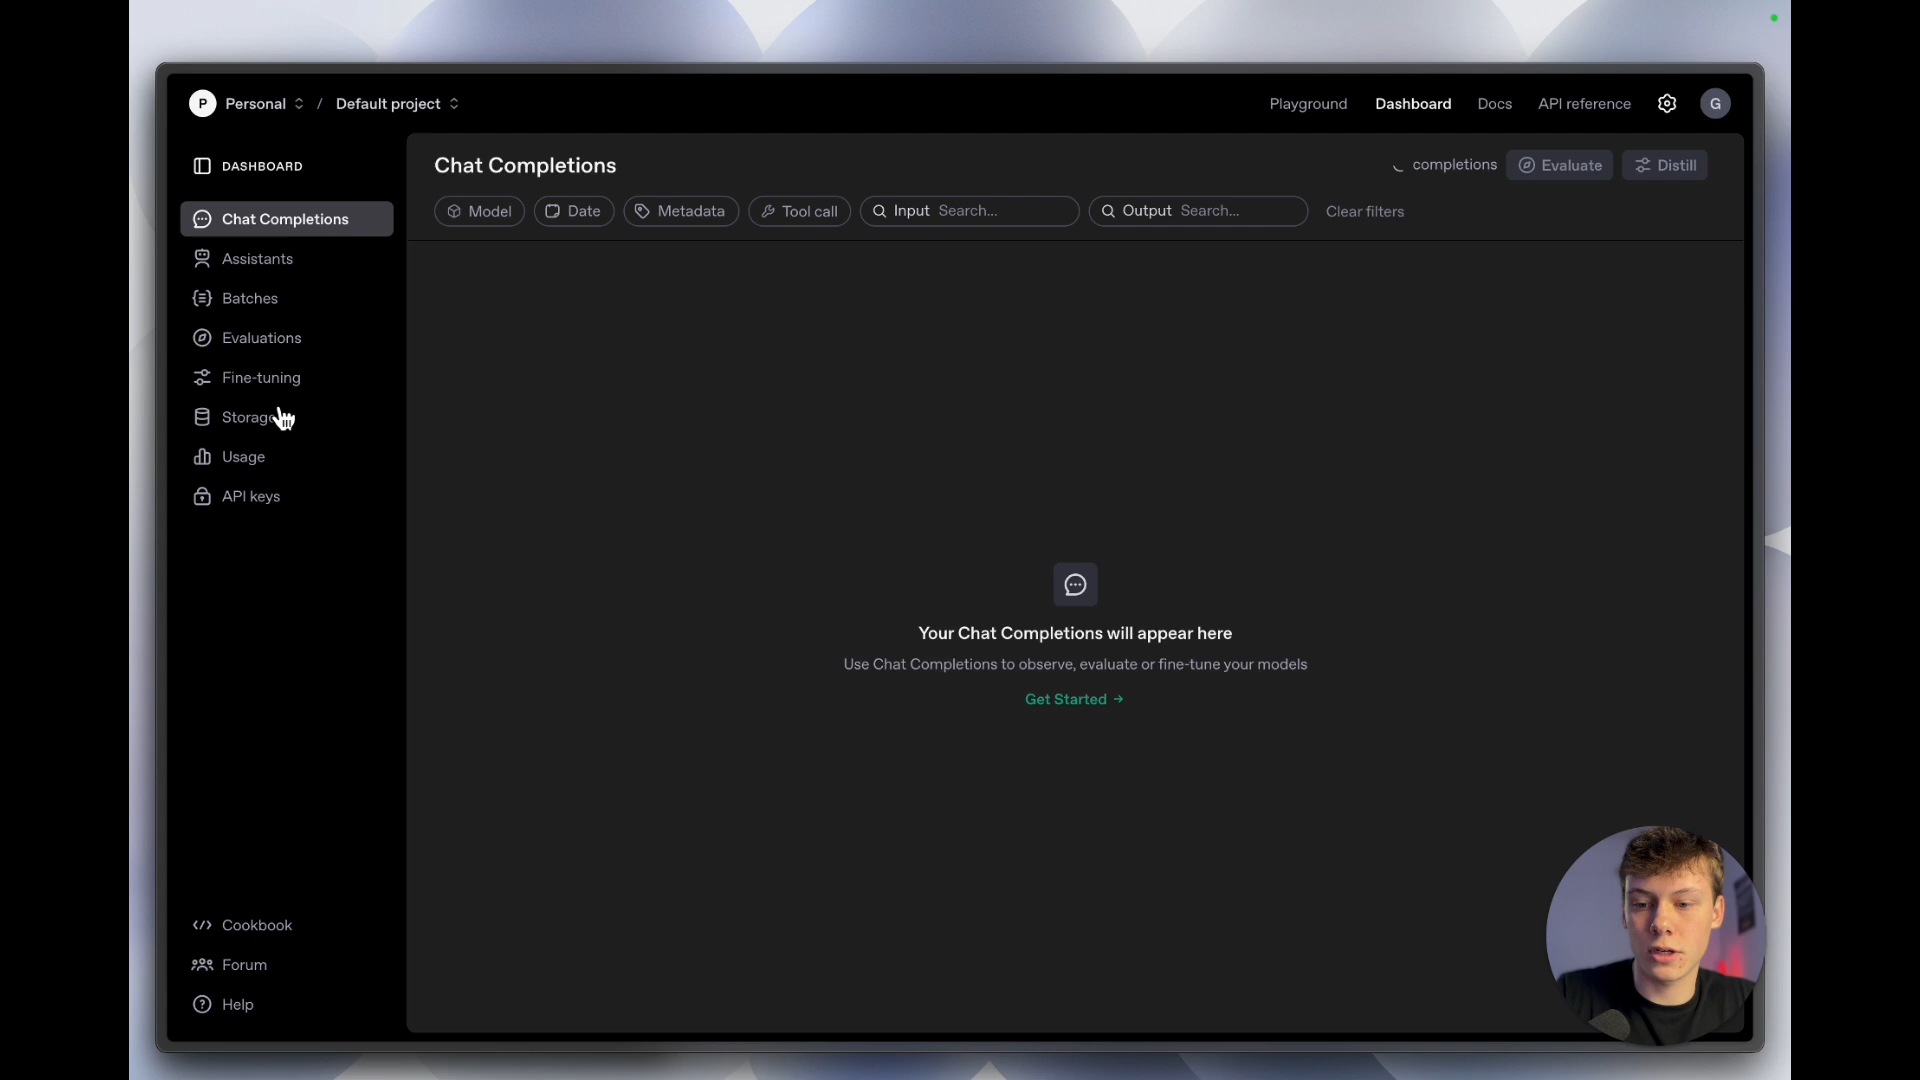 P Personal / Default project
Playground Dashboard Docs API reference G
DASHBOARD
Chat Completions
Assistants
Batches
Evaluations
Fine-tuning
Storage
Usage
API keys
Cookbook
Forum
Help
Chat Completions
completions Evaluate Distill
Model Date Metadata Tool call Input Search... Output Search... Clear filters
Your Chat Completions will appear here
Use Chat Completions to observe, evaluate or fine-tune your models
Get Started →